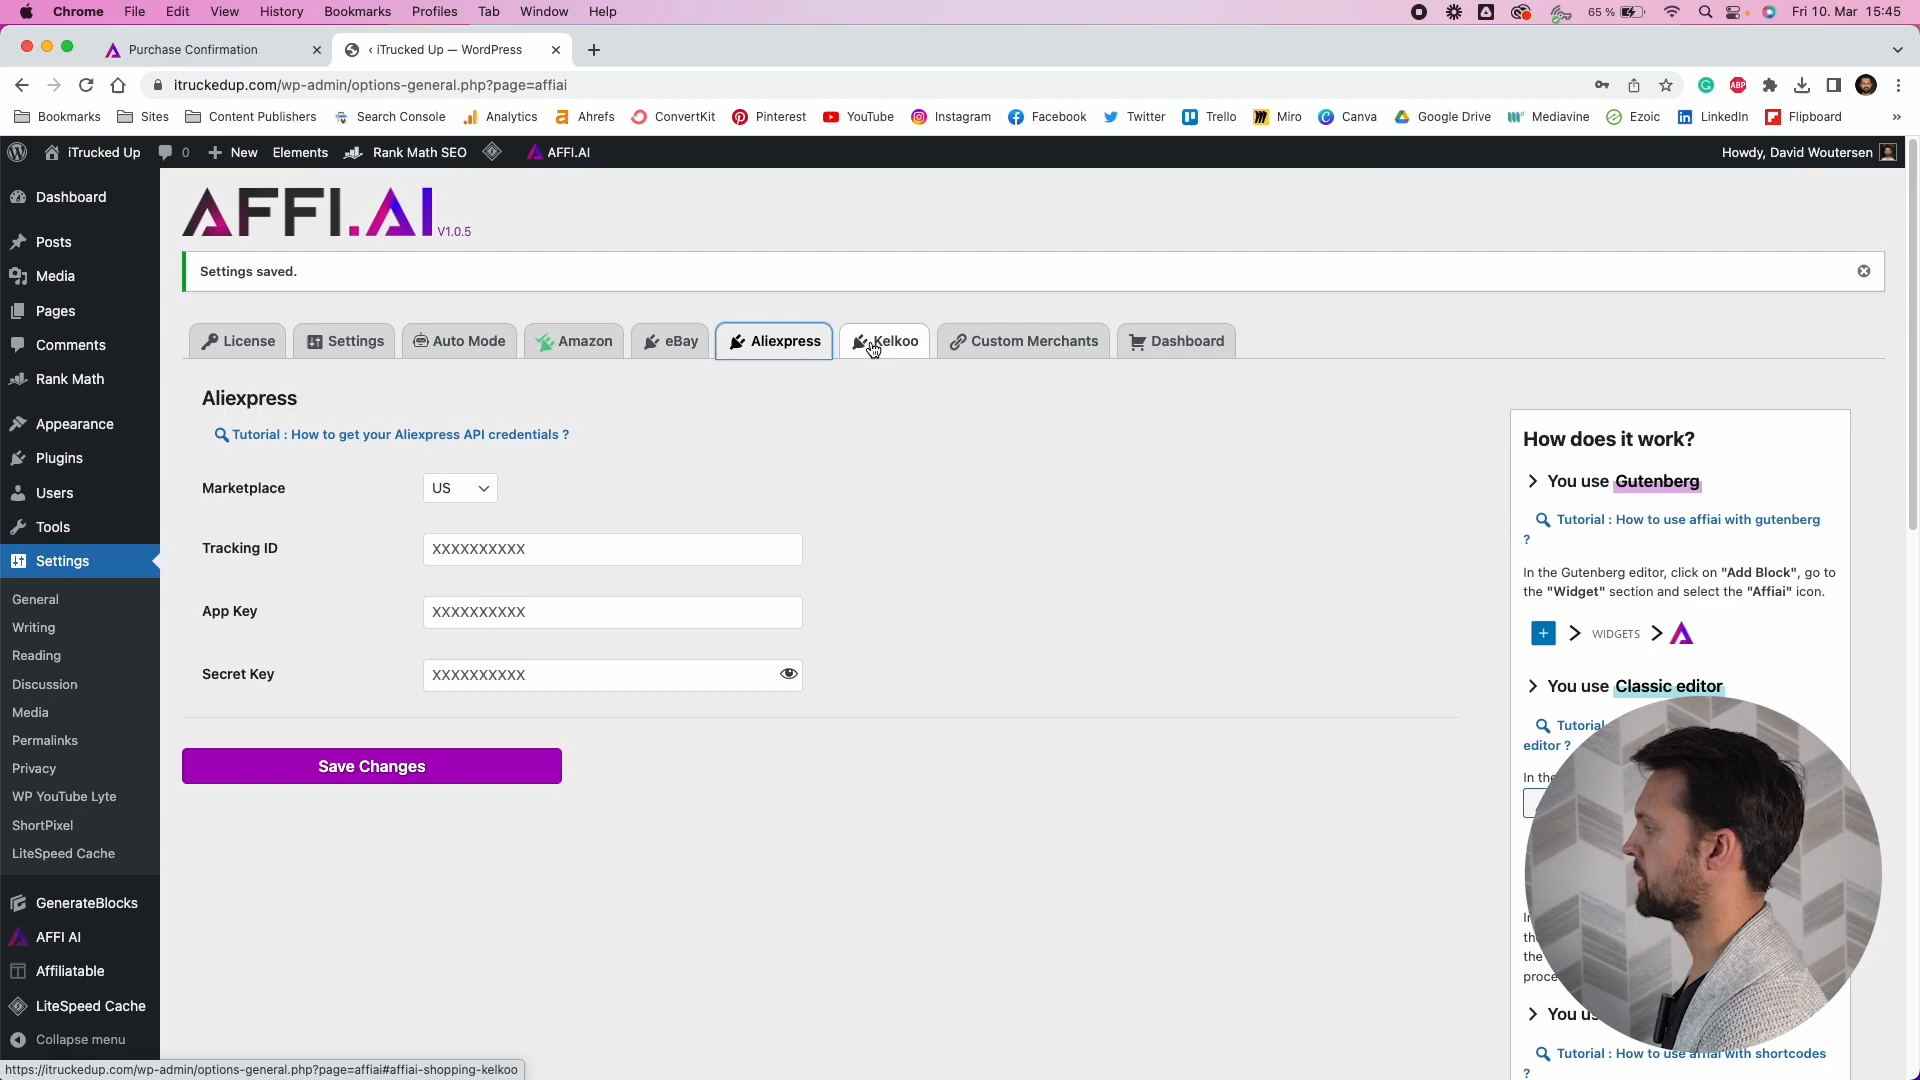 Chrome File Edit View History Bookmarks Profiles Tab Window Help 65 % Fri 10. Mar 15:45
Purchase Confirmation ‹ iTrucked Up — WordPress
itruckedup.com/wp-admin/options-general.php?page=affiai
Bookmarks Sites Content Publishers Search Console Analytics Ahrefs ConvertKit Pinterest YouTube Instagram Facebook Twitter Trello Miro Canva Google Drive Mediavine Ezoic LinkedIn Flipboard »
iTrucked Up 0 New Elements Rank Math SEO AFFI.AI Howdy, David Woutersen
Dashboard
Posts
Media
Pages
Comments
Rank Math
Appearance
Plugins
Users
Tools
Settings
General
Writing
Reading
Discussion
Media
Permalinks
Privacy
WP YouTube Lyte
ShortPixel
LiteSpeed Cache
GenerateBlocks
AFFI AI
Affiliatable
LiteSpeed Cache
Collapse menu
AFFI.AI V1.0.5
Settings saved.
License Settings Auto Mode Amazon eBay Aliexpress Kelkoo Custom Merchants Dashboard
Aliexpress
Tutorial : How to get your Aliexpress API credentials ?
Marketplace US
Tracking ID XXXXXXXXXX
App Key XXXXXXXXXX
Secret Key XXXXXXXXXX
Save Changes
How does it work?
You use Gutenberg
Tutorial : How to use affiai with gutenberg
?
In the Gutenberg editor, click on "Add Block", go to
the "Widget" section and select the "Affiai" icon.
+ WIDGETS
You use Classic editor
Tutorial
editor ?
In the
the
proce
You us
Tutorial : How to use affiai with shortcodes
?
https://itruckedup.com/wp-admin/options-general.php?page=affiai#affiai-shopping-kelkoo